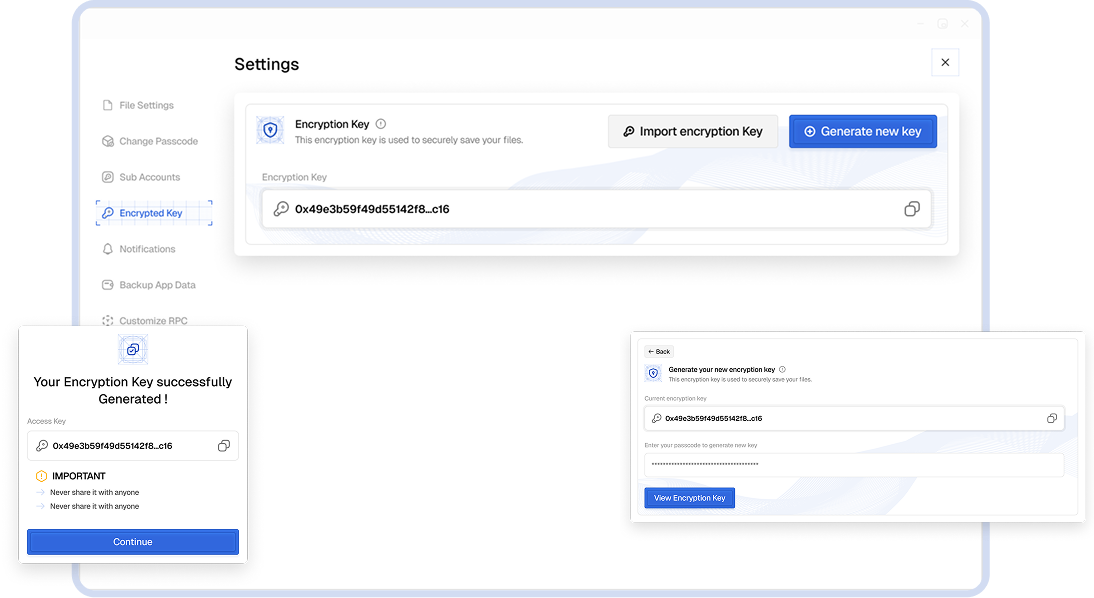 Settings
File Settings
Change Passcode
Sub Accounts
Encrypted Key
Notifications
Backup App Data
Customize RPC
Encryption Key
This encryption key is used to securely save your files.
Import encryption Key
Generate new key
Encryption Key
0x49e3b59f49d55142f8...c16
Your Encryption Key successfully
Generated !
Access Key
0x49e3b59f49d55142f8...c16
IMPORTANT
Never share it with anyone
Never share it with anyone
Continue
← Back
Generate your new encryption key
This encryption key is used to securely save your files.
Current encryption key
0x49e3b59f49d55142f8...c16
Enter your passcode to generate new key
View Encryption Key